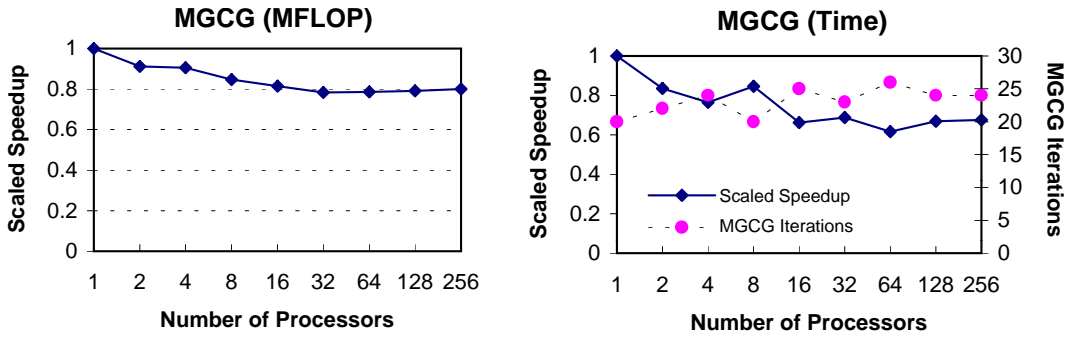 MGCG (MFLOP)
Scaled Speedup
1
0.8
0.6
0.4
0.2
0
1 2 4 8 16 32 64 128 256
Number of Processors
MGCG (Time)
Scaled Speedup
1
0.8
0.6
0.4
0.2
0
Scaled Speedup
MGCG Iterations
30
25
20
15
10
5
0
MGCG Iterations
1 2 4 8 16 32 64 128 256
Number of Processors